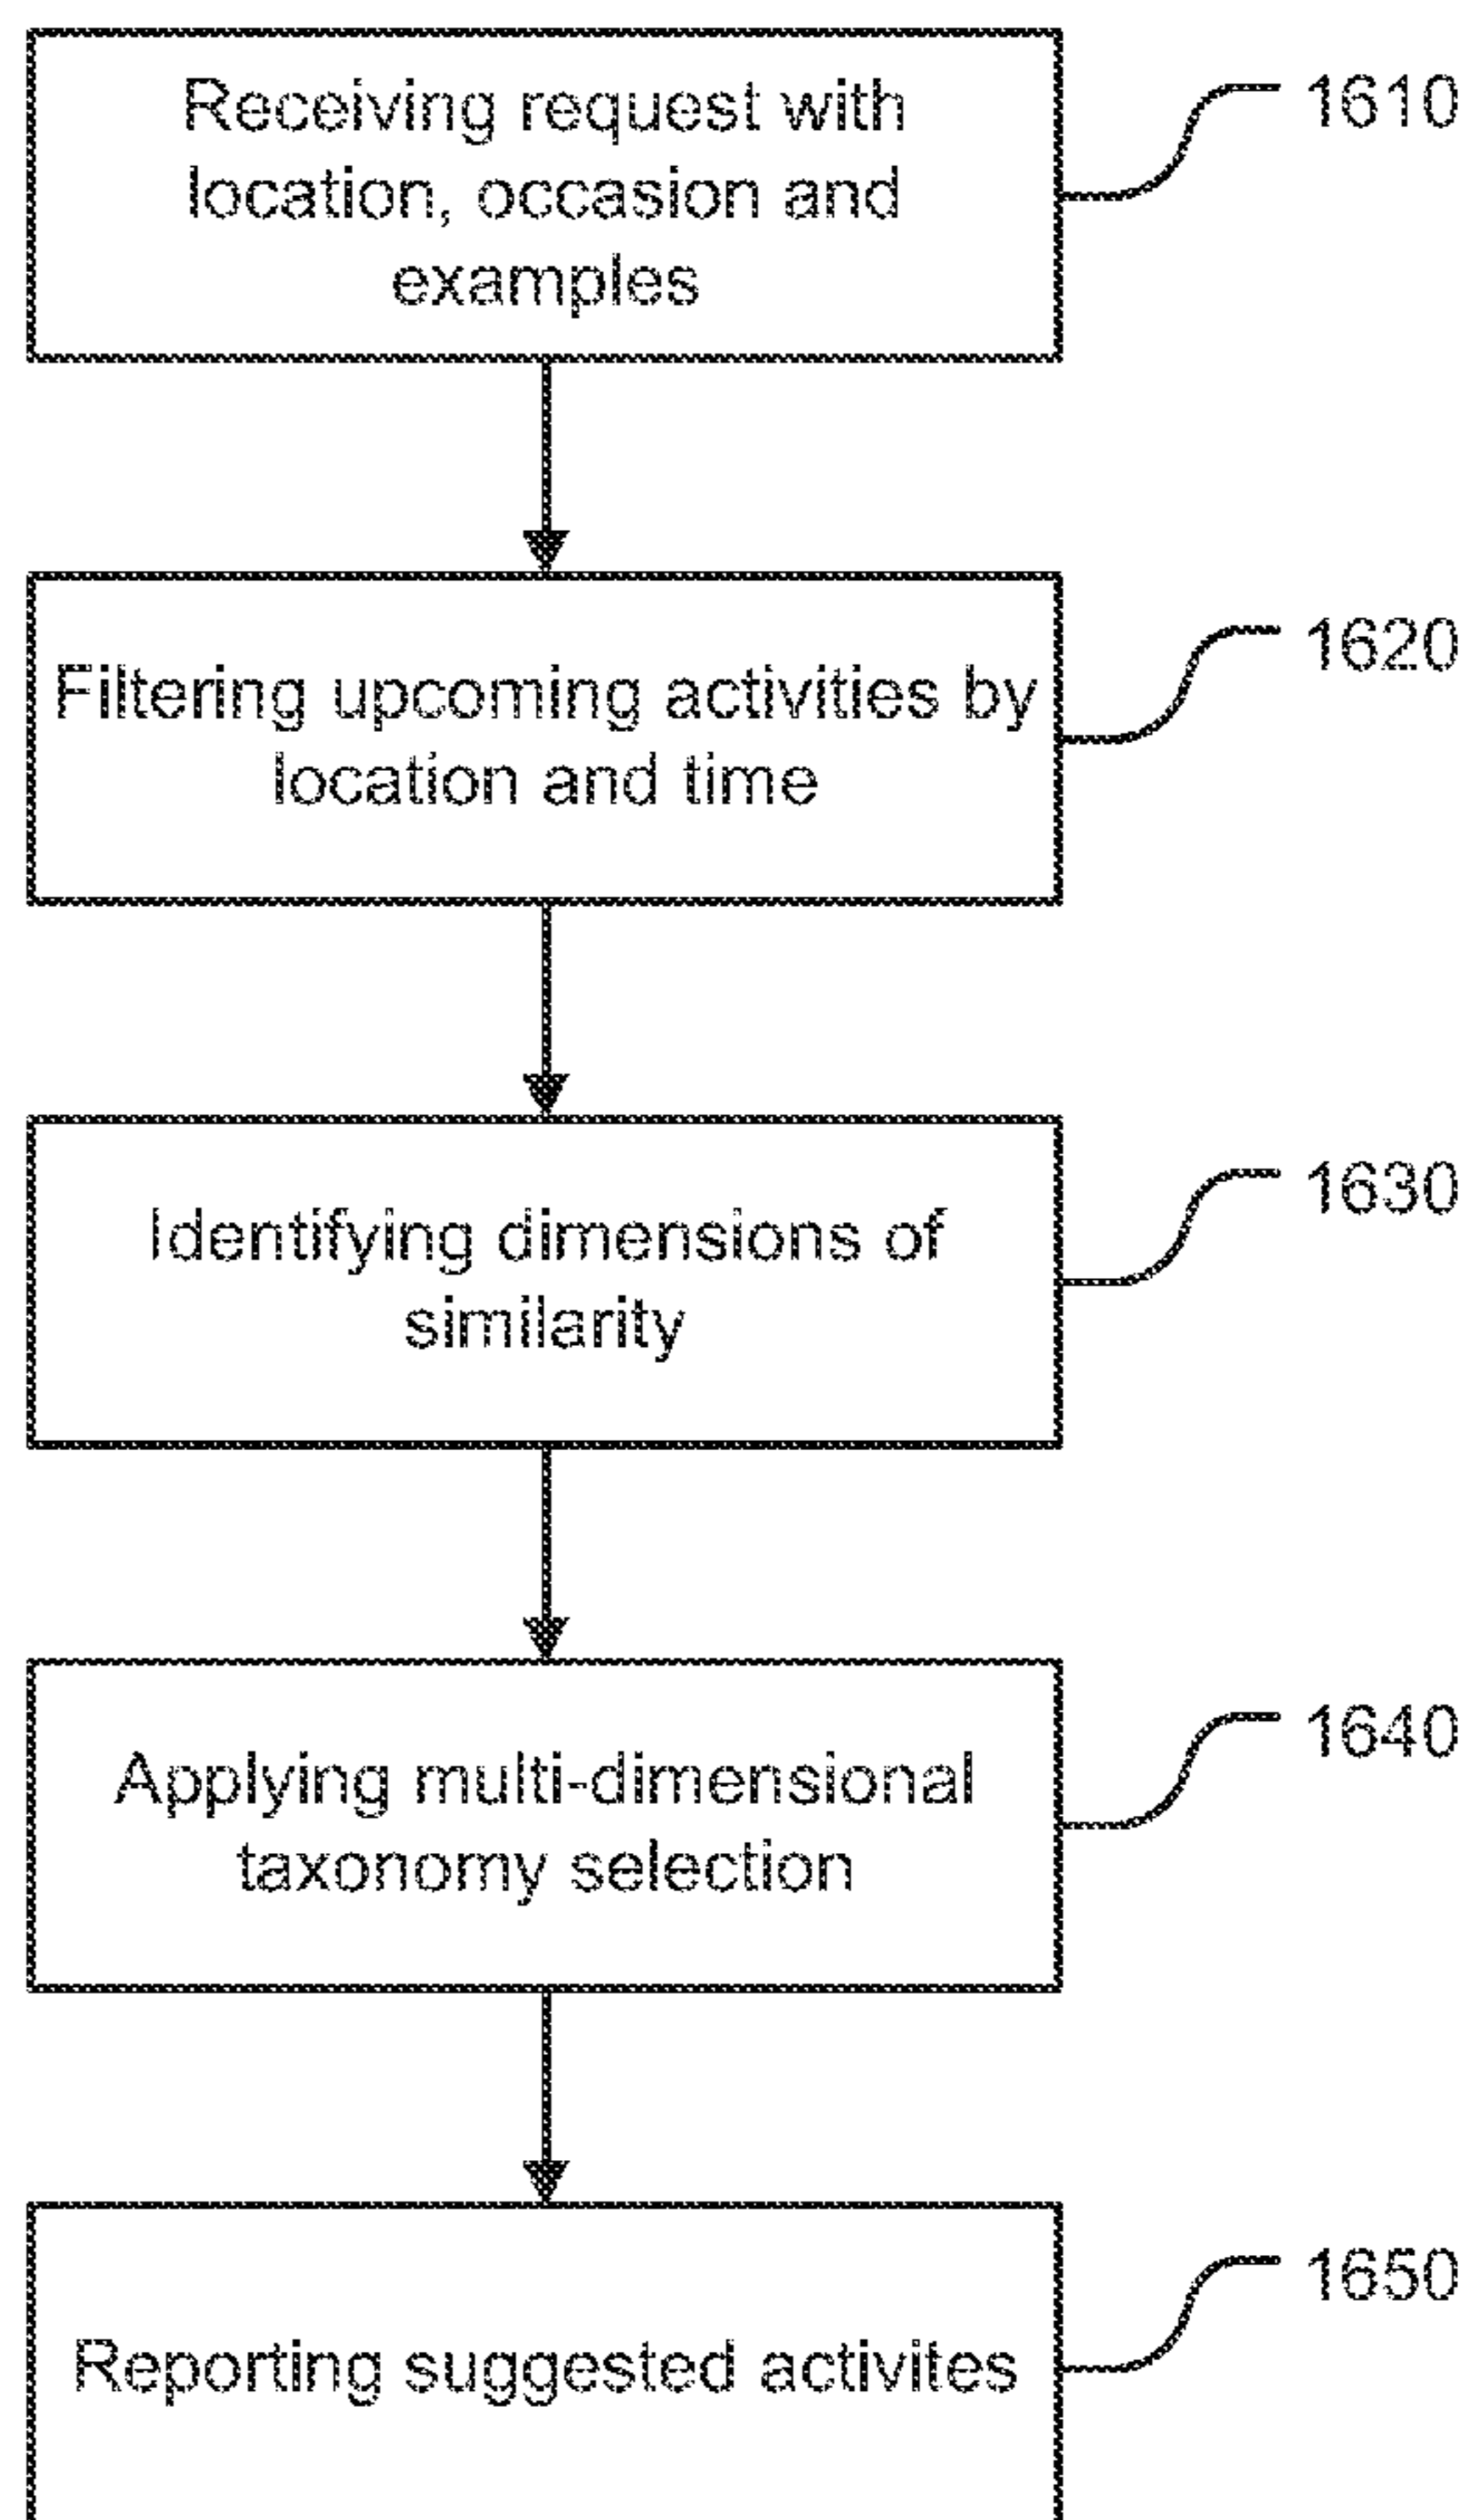 Receiving request with
location, occasion and
examples
1610
Filtering upcoming activities by
location and time
1620
Identifying dimensions of
similarity
1630
Applying multi-dimensional
taxonomy selection
1640
Reporting suggested activites
1650